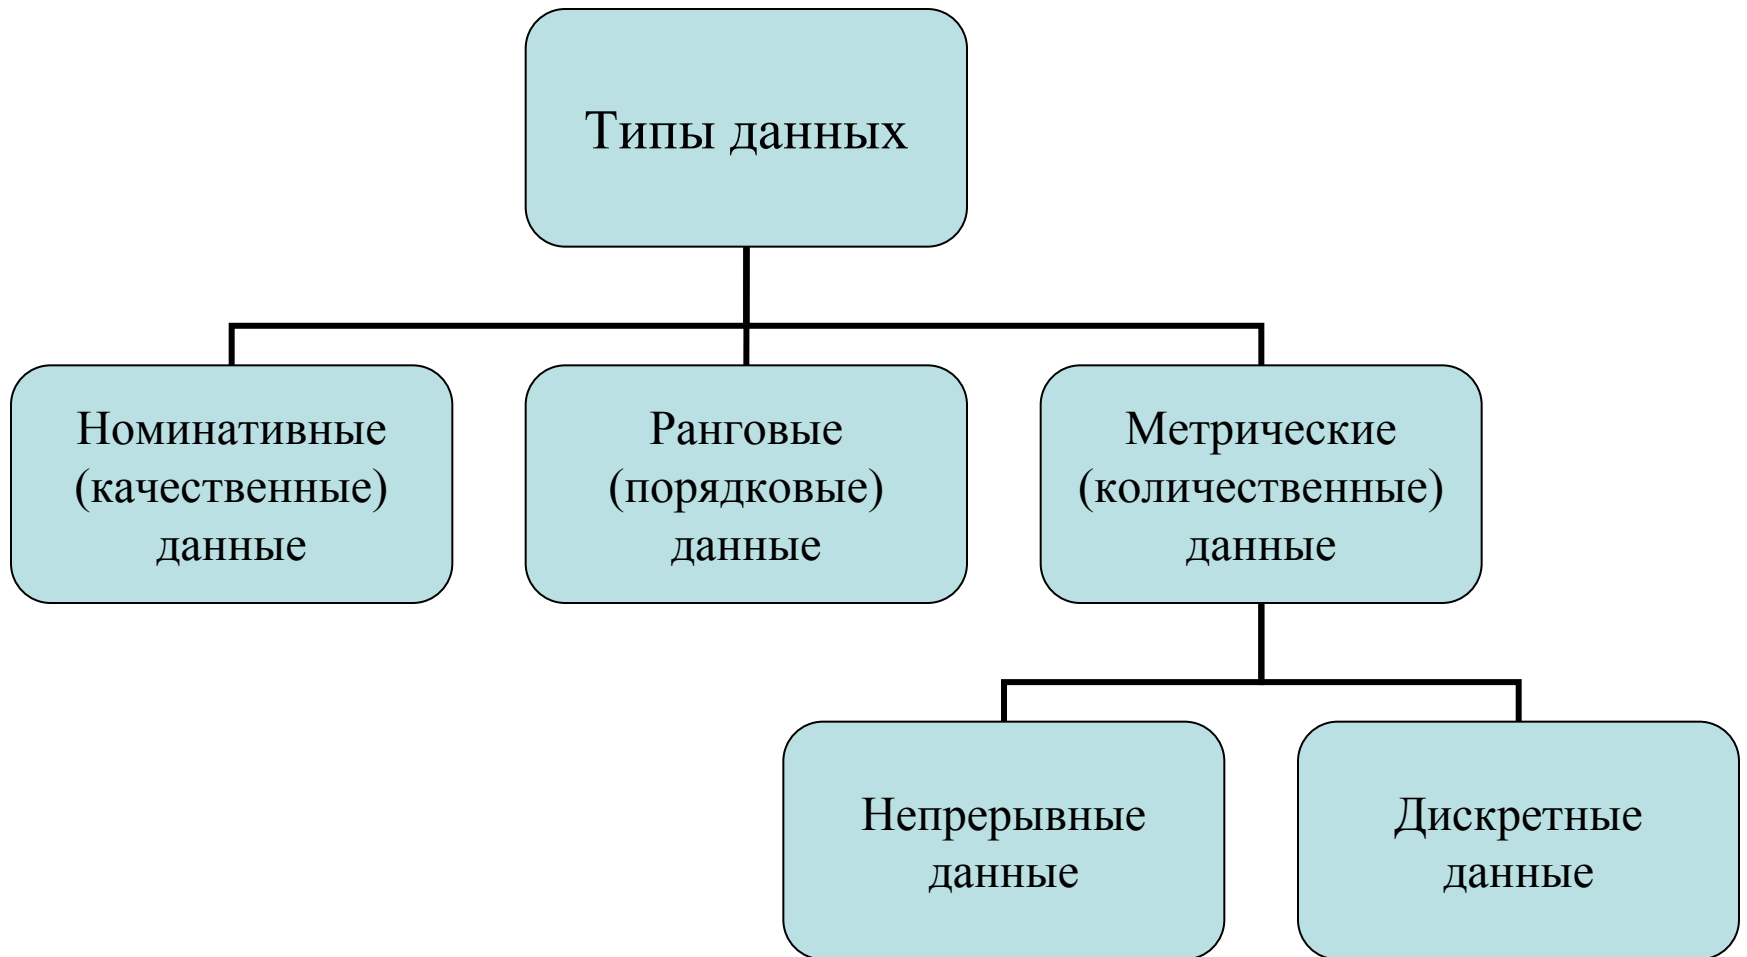 Типы данных
Номинативные
(качественные)
данные
Ранговые
(порядковые)
данные
Метрические
(количественные)
данные
Непрерывные
данные
Дискретные
данные